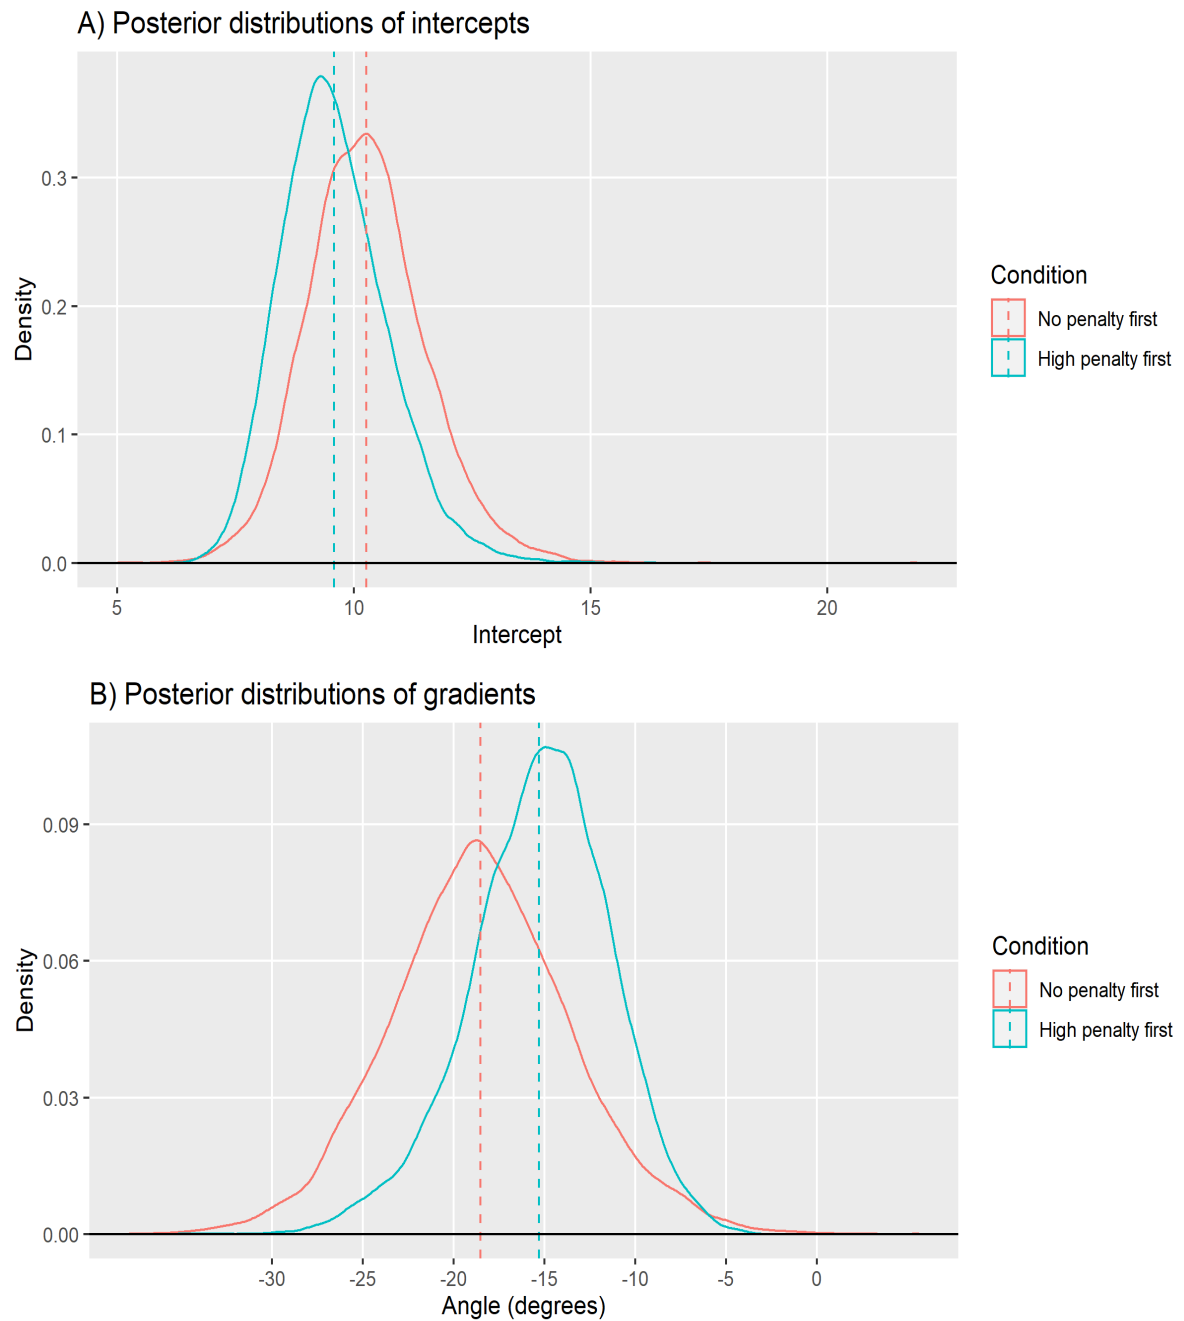 A) Posterior distributions of intercepts
0.3
0.2
0.1
0.0
Density
5 10 15 20
Intercept
Condition
No penalty first
High penalty first
B) Posterior distributions of gradients
0.09
0.06
0.03
0.00
Density
-30 -25 -20 -15 -10 -5 0
Angle (degrees)
Condition
No penalty first
High penalty first